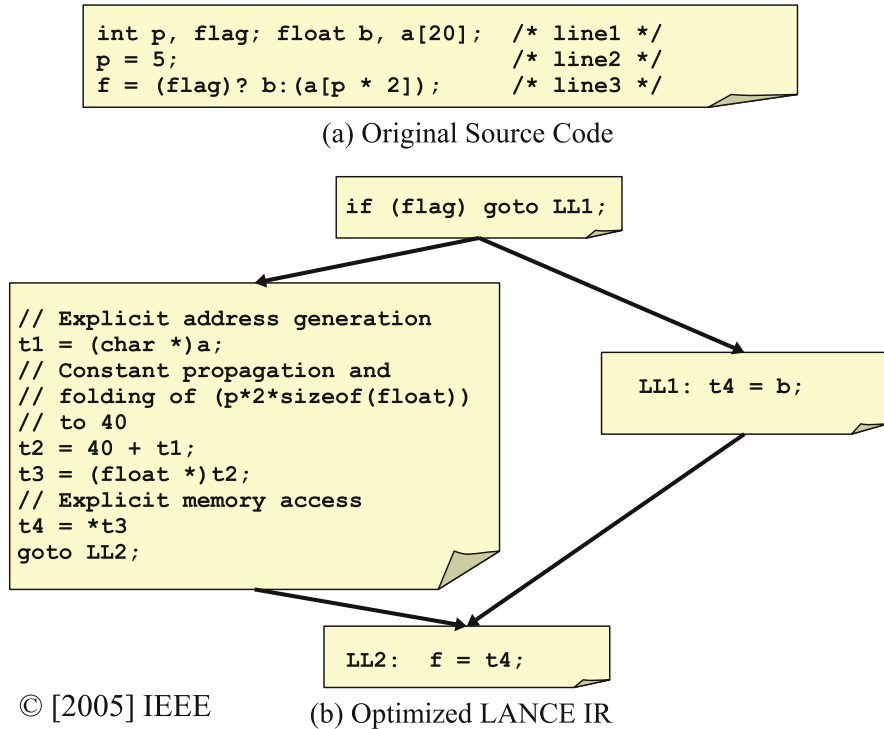 int p, flag; float b, a[20];  /* line1 */
p = 5;                        /* line2 */
f = (flag)? b:(a[p * 2]);     /* line3 */
(a) Original Source Code
if (flag) goto LL1;
// Explicit address generation
t1 = (char *)a;
// Constant propagation and
// folding of (p*2*sizeof(float))
// to 40
t2 = 40 + t1;
t3 = (float *)t2;
// Explicit memory access
t4 = *t3
goto LL2;
LL1: t4 = b;
LL2:  f = t4;
© [2005] IEEE
(b) Optimized LANCE IR